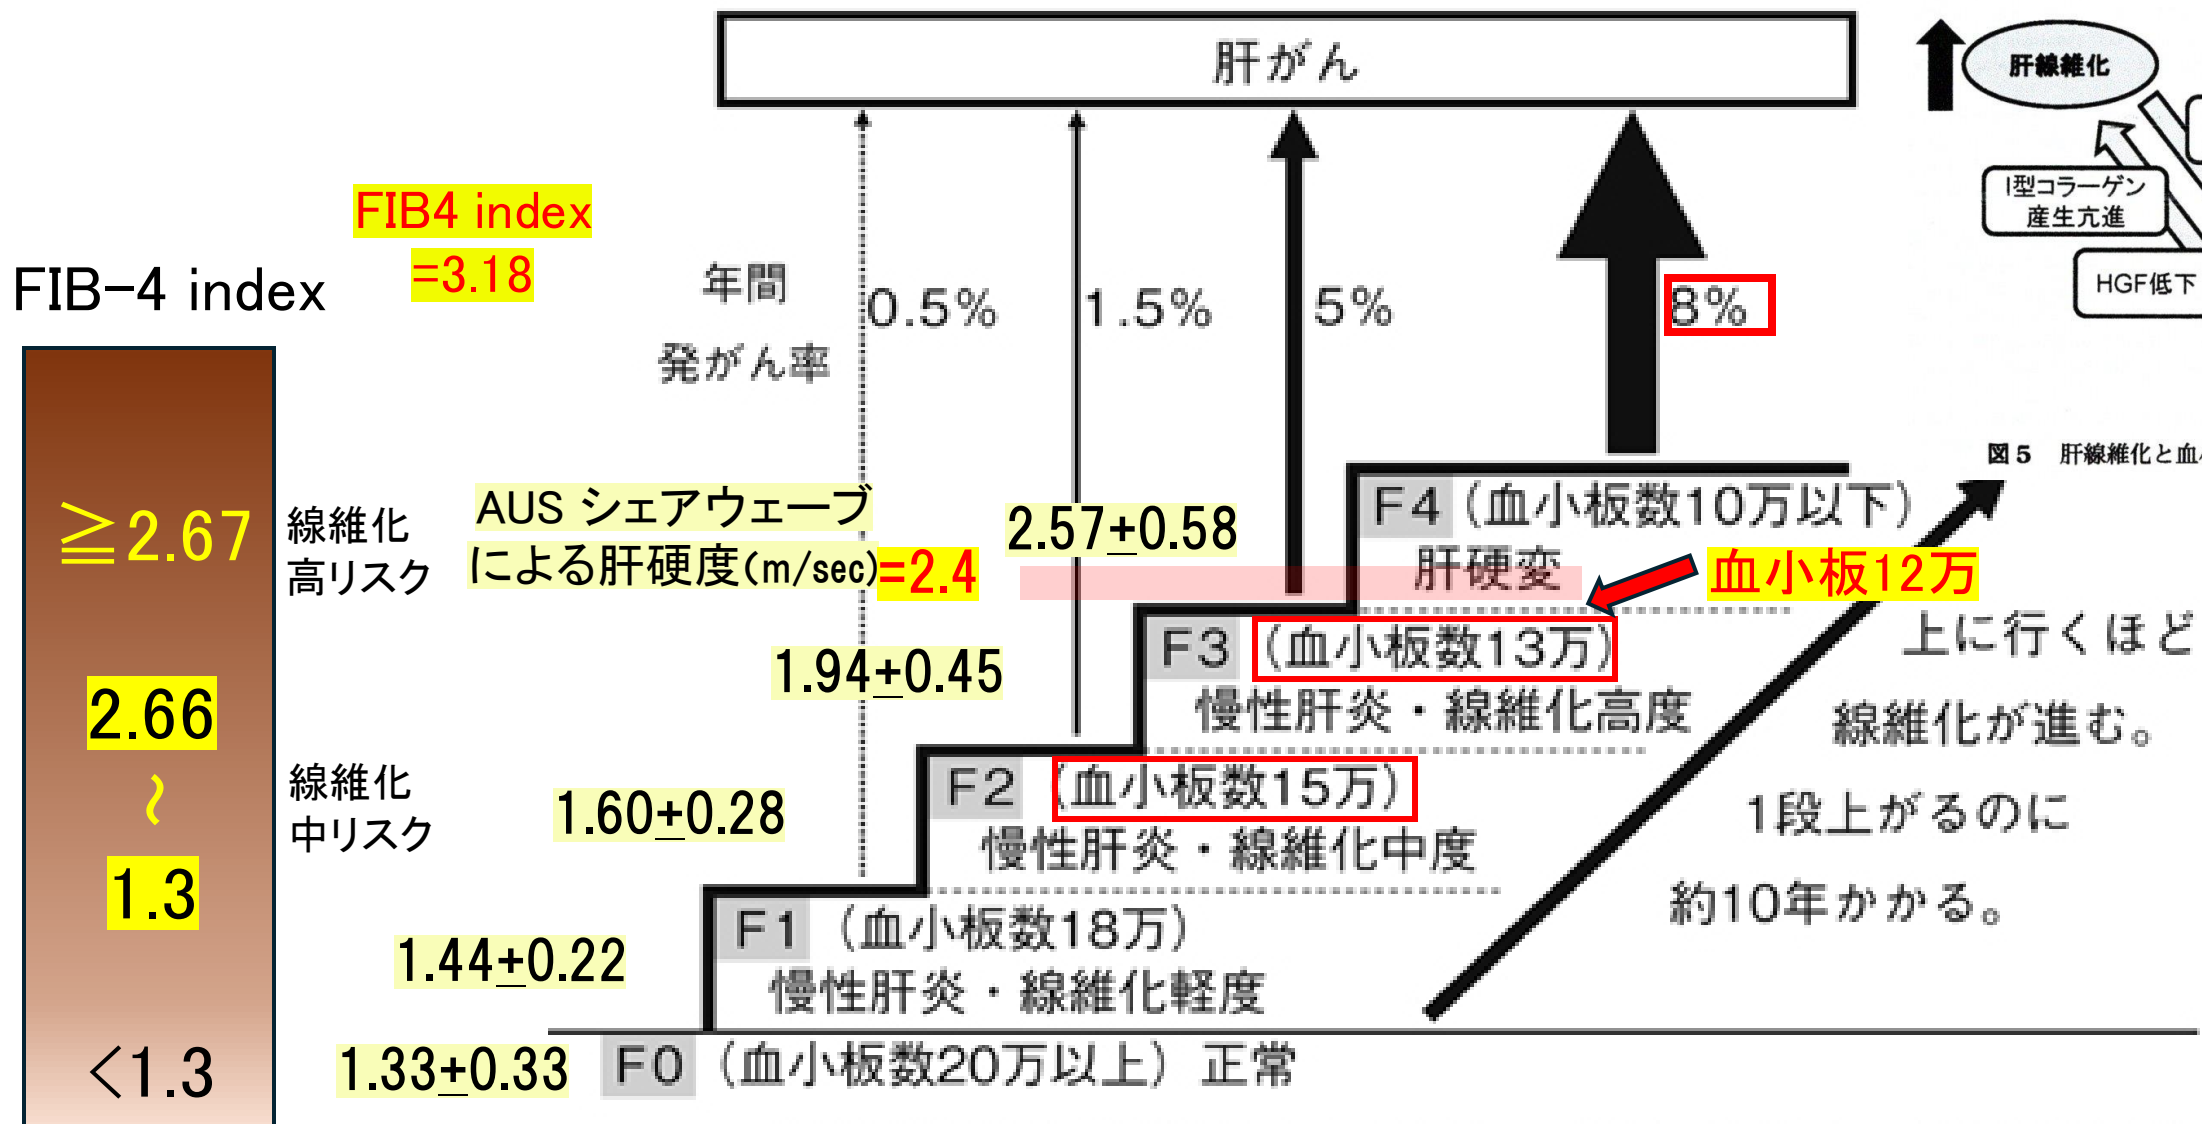 肝がん
肝線維化
I型コラーゲン
産生亢進
HGF低下
図5 肝線維化と血
FIB4 index
=3.18
FIB-4 index
年間
発がん率
0.5%
1.5%
5%
8%
≧2.67
線維化
高リスク
2.66
~
1.3
線維化
中リスク
<1.3
AUS シェアウェーブ
による肝硬度(m/sec)=2.4
2.57±0.58
1.94±0.45
1.60±0.28
1.44±0.22
1.33±0.33
F4(血小板数10万以下)
肝硬変
血小板12万
F3(血小板数13万)
慢性肝炎・線維化高度
F2(血小板数15万)
慢性肝炎・線維化中度
F1(血小板数18万)
慢性肝炎・線維化軽度
F0(血小板数20万以上)正常
上に行くほど
線維化が進む。
1段上がるのに
約10年かかる。